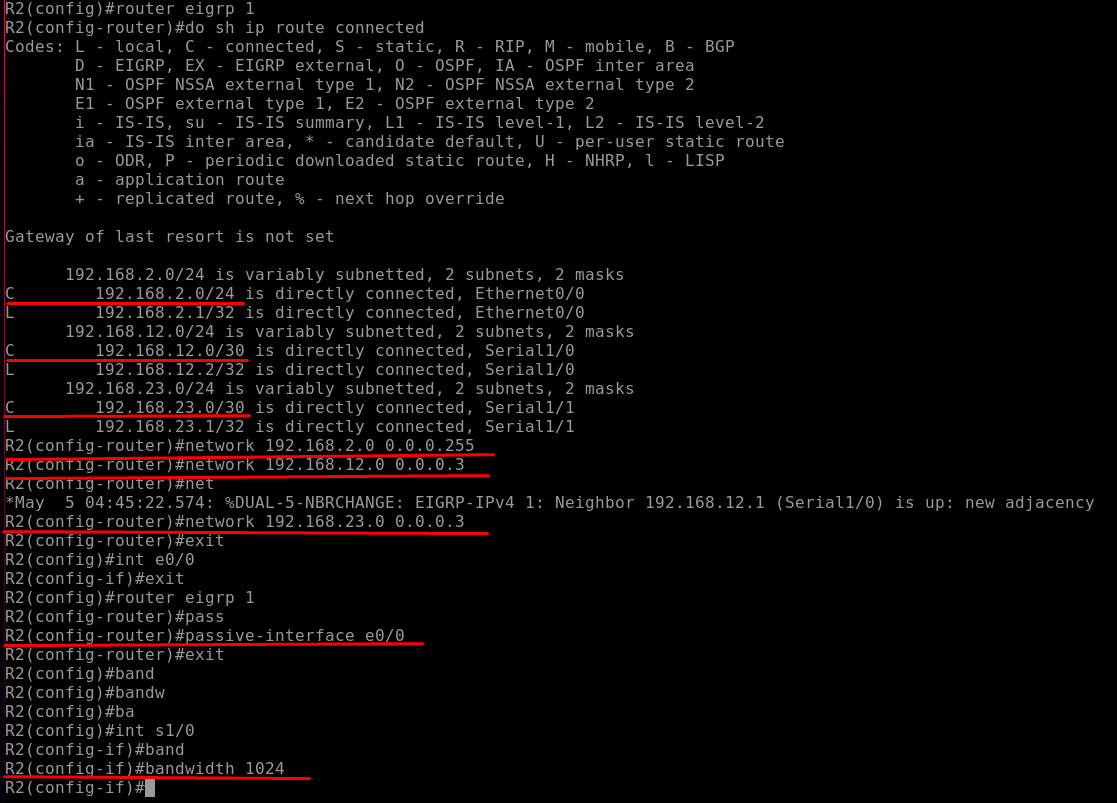 R2(config)#router eigrp 1
R2(config-router)#do sh ip route connected
Codes: L - local, C - connected, S - static, R - RIP, M - mobile, B - BGP
       D - EIGRP, EX - EIGRP external, O - OSPF, IA - OSPF inter area
       N1 - OSPF NSSA external type 1, N2 - OSPF NSSA external type 2
       E1 - OSPF external type 1, E2 - OSPF external type 2
       i - IS-IS, su - IS-IS summary, L1 - IS-IS level-1, L2 - IS-IS level-2
       ia - IS-IS inter area, * - candidate default, U - per-user static route
       o - ODR, P - periodic downloaded static route, H - NHRP, l - LISP
       a - application route
       + - replicated route, % - next hop override

Gateway of last resort is not set

      192.168.2.0/24 is variably subnetted, 2 subnets, 2 masks
C        192.168.2.0/24 is directly connected, Ethernet0/0
L        192.168.2.1/32 is directly connected, Ethernet0/0
      192.168.12.0/24 is variably subnetted, 2 subnets, 2 masks
C        192.168.12.0/30 is directly connected, Serial1/0
L        192.168.12.2/32 is directly connected, Serial1/0
      192.168.23.0/24 is variably subnetted, 2 subnets, 2 masks
C        192.168.23.0/30 is directly connected, Serial1/1
L        192.168.23.1/32 is directly connected, Serial1/1
R2(config-router)#network 192.168.2.0 0.0.0.255
R2(config-router)#network 192.168.12.0 0.0.0.3
R2(config-router)#net
*May  5 04:45:22.574: %DUAL-5-NBRCHANGE: EIGRP-IPv4 1: Neighbor 192.168.12.1 (Serial1/0) is up: new adjacency
R2(config-router)#network 192.168.23.0 0.0.0.3
R2(config-router)#exit
R2(config)#int e0/0
R2(config-if)#exit
R2(config)#router eigrp 1
R2(config-router)#pass
R2(config-router)#passive-interface e0/0
R2(config-router)#exit
R2(config)#band
R2(config)#bandw
R2(config)#ba
R2(config)#int s1/0
R2(config-if)#band
R2(config-if)#bandwidth 1024
R2(config-if)#